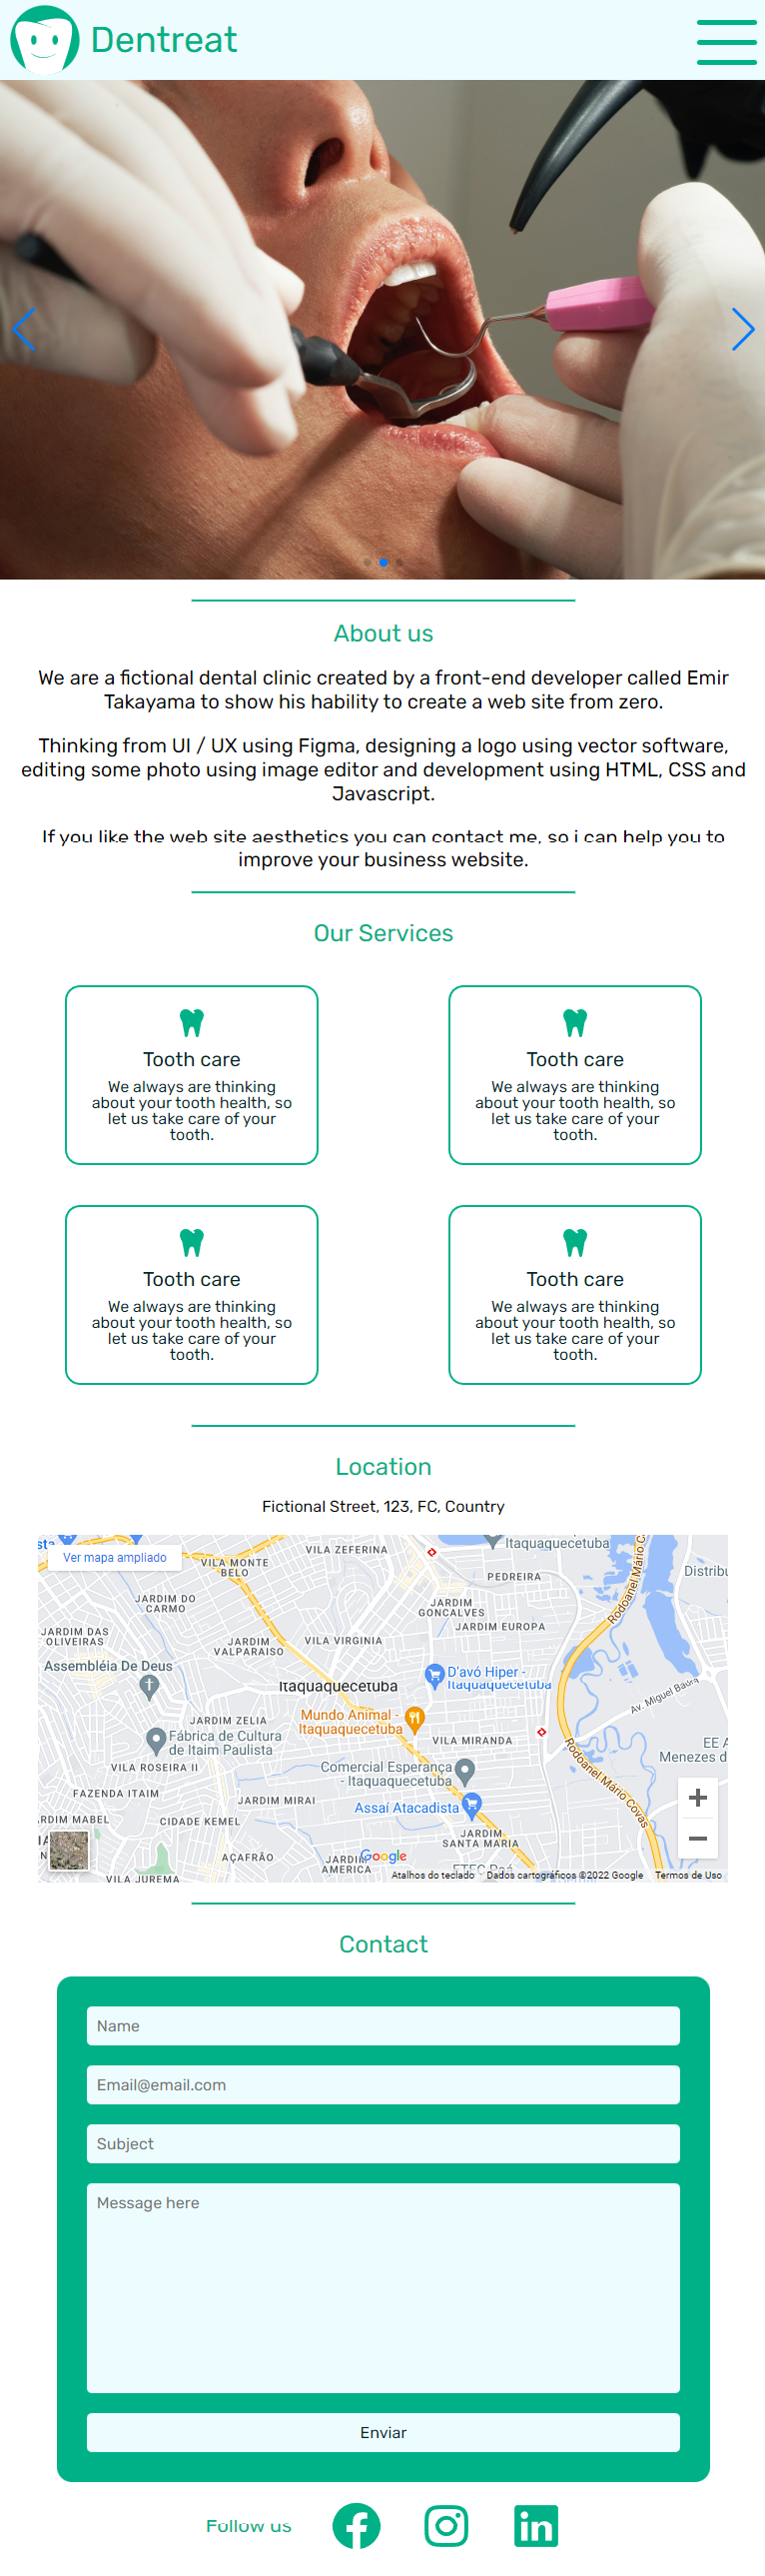 Dentreat
About us
We are a fictional dental clinic created by a front-end developer called Emir
Takayama to show his hability to create a web site from zero.
Thinking from UI / UX using Figma, designing a logo using vector software,
editing some photo using image editor and development using HTML, CSS and
Javascript.
If you like the web site aesthetics you can contact me, so i can help you to
improve your business website.
Our Services
Tooth care
We always are thinking
about your tooth health, so
let us take care of your
tooth.
Tooth care
We always are thinking
about your tooth health, so
let us take care of your
tooth.
Tooth care
We always are thinking
about your tooth health, so
let us take care of your
tooth.
Tooth care
We always are thinking
about your tooth health, so
let us take care of your
tooth.
Location
Fictional Street, 123, FC, Country
Ver mapa ampliado
VILA ZEFERINA
Itaquaquecetuba
VILA MONTE
BELO
PEDREIRA
Distribu
JARDIM DO
CARMO
JARDIM
GONCALVES
Rodoanel Mário C
JARDIM DAS
OLIVEIRAS
JARDIM
VALPARAISO
VILA VIRGINIA
JARDIM EUROPA
Assembléia De Deus
D'avó Hiper -
Itaquaquecetuba
Itaquaquecetuba
Av. Miguel Badra
JARDIM ZELIA
Mundo Animal -
Itaquaquecetuba
Fábrica de Cultura
de Itaim Paulista
VILA MIRANDA
EE A
Menezes d
VILA ROSEIRA II
Comercial Esperança
- Itaquaquecetuba
Rodoanel Mário Covas
FAZENDA ITAIM
JARDIM MIRAI
Assaí Atacadista
RDIM MABEL
CIDADE KEMEL
JARDIM
SANTA MARIA
AÇAFRÃO
JARDIM
AMERICA
Google
VILA JUREMA
Atalhos do teclado
Dados cartográficos ©2022 Google
Termos de Uso
Contact
Name
Email@email.com
Subject
Message here
Enviar
Follow us